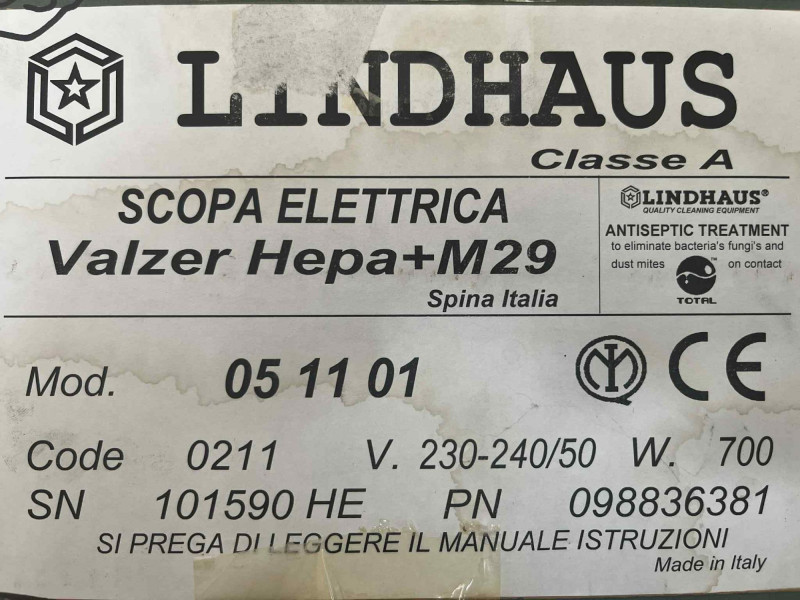 LINDHAUS
Classe A
SCOPA ELETTRICA
Valzer Hepa+M29
Spina Italia
LINDHAUS®
QUALITY CLEANING EQUIPMENT
ANTISEPTIC TREATMENT
to eliminate bacteria's fungi's and
dust mites on contact
TM
TOTAL
Mod. 05 11 01
IMQ CE
Code 0211 V. 230-240/50 W. 700
SN 101590 HE PN 098836381
SI PREGA DI LEGGERE IL MANUALE ISTRUZIONI
Made in Italy